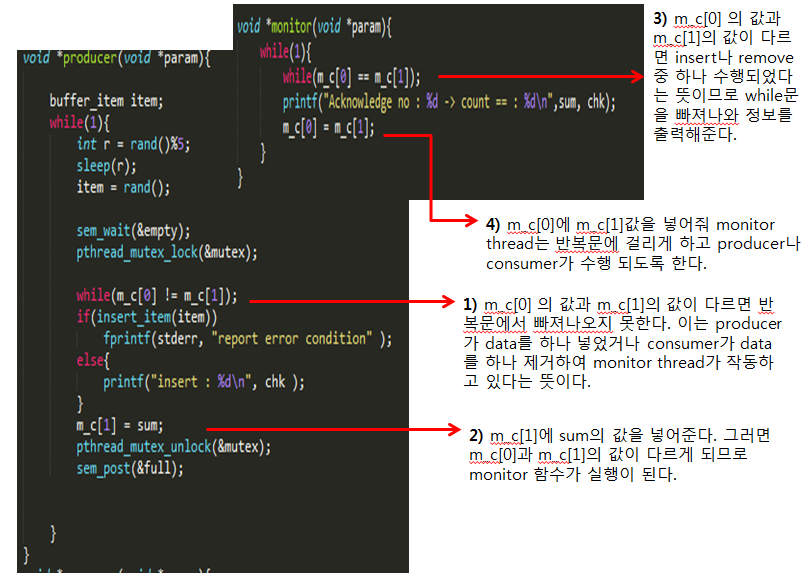 void *monitor(void *param){
while(1){
while(m_c[0] == m_c[1]);
printf("Acknowledge no : %d -> count == : %d\n",sum, chk);
m_c[0] = m_c[1];
}
}
void *producer(void *param){
buffer_item item;
while(1){
int r = rand()%5;
sleep(r);
item = rand();
sem_wait(&empty);
pthread_mutex_lock(&mutex);
while(m_c[0] != m_c[1]);
if(insert_item(item))
fprintf(stderr, "report error condition" );
else{
printf("insert : %d\n", chk );
}
m_c[1] = sum;
pthread_mutex_unlock(&mutex);
sem_post(&full);
}
}
3) m_c[0] 의 값과
m_c[1]의 값이 다르
면 insert나 remove
중 하나 수행되었다
는 뜻이므로 while문
을 빠져나와 정보를
출력해준다.
4) m_c[0]에 m_c[1]값을 넣어줘 monitor
thread는 반복문에 걸리게 하고 producer나
consumer가 수행 되도록 한다.
1) m_c[0] 의 값과 m_c[1]의 값이 다르면 반
복문에서 빠져나오지 못한다. 이는 producer
가 data를 하나 넣었거나 consumer가 data
를 하나 제거하여 monitor thread가 작동하
고 있다는 뜻이다.
2) m_c[1]에 sum의 값을 넣어준다. 그러면
m_c[0]과 m_c[1]의 값이 다르게 되므로
monitor 함수가 실행이 된다.